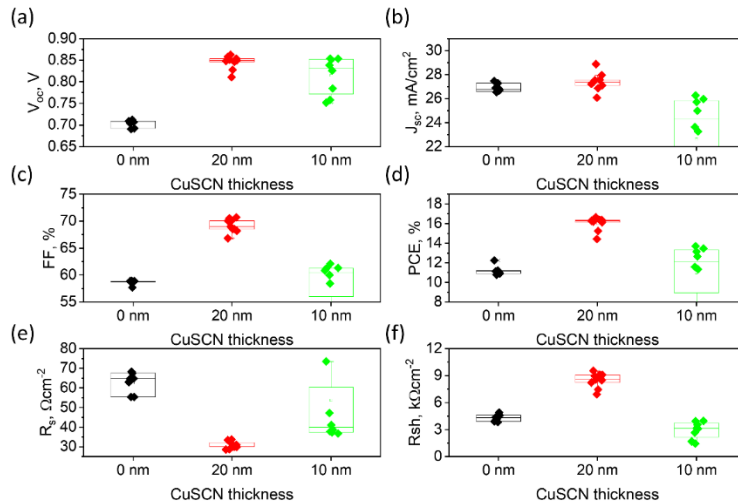 (a)
0.90
0.85
0.80
0.75
0.70
0.65
Voc, V
0 nm 20 nm 10 nm
CuSCN thickness
(b)
30
28
26
24
22
Jsc, mA/cm2
0 nm 20 nm 10 nm
CuSCN thickness
(c)
75
70
65
60
55
FF, %
0 nm 20 nm 10 nm
CuSCN thickness
(d)
18
16
14
12
10
8
PCE, %
0 nm 20 nm 10 nm
CuSCN thickness
(e)
80
70
60
50
40
30
Rs, Ωcm-2
0 nm 20 nm 10 nm
CuSCN thickness
(f)
12
9
6
3
0
Rsh, kΩcm-2
0 nm 20 nm 10 nm
CuSCN thickness